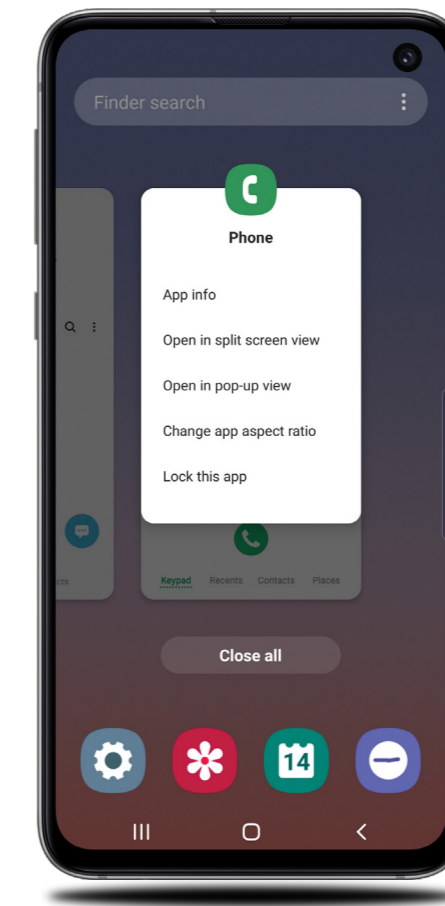 Finder search
Phone
App info
Open in split screen view
Open in pop-up view
Change app aspect ratio
Lock this app
cts
Keypad Recents Contacts Places
Close all
14